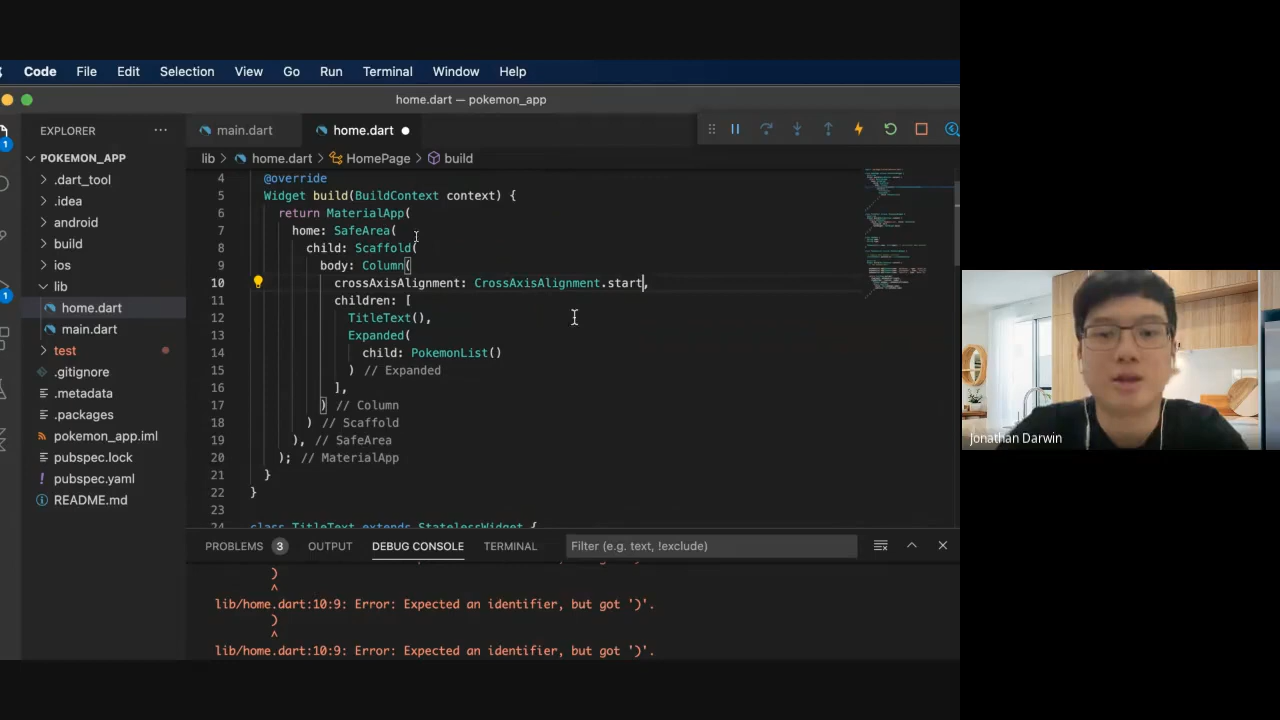 Code File Edit Selection View Go Run Terminal Window Help
home.dart — pokemon_app
EXPLORER
POKEMON_APP
.dart_tool
.idea
android
build
ios
lib
home.dart
main.dart
test
.gitignore
.metadata
.packages
pokemon_app.iml
pubspec.lock
pubspec.yaml
README.md
1
1
main.dart home.dart
lib > home.dart > HomePage > build
4 @override
5 Widget build(BuildContext context) {
6 return MaterialApp(
7 home: SafeArea(
8 child: Scaffold(
9 body: Column(
10 crossAxisAlignment: CrossAxisAlignment.start,
11 children: [
12 TitleText(),
13 Expanded(
14 child: PokemonList()
15 ) // Expanded
16 ],
17 ) // Column
18 ) // Scaffold
19 ), // SafeArea
20 ); // MaterialApp
21 }
22 }
23
24 class TitleText extends StatelessWidget {
PROBLEMS 3 OUTPUT DEBUG CONSOLE TERMINAL Filter (e.g. text, !exclude)
)
^
lib/home.dart:10:9: Error: Expected an identifier, but got ')'.
)
^
lib/home.dart:10:9: Error: Expected an identifier, but got ')'.
Jonathan Darwin